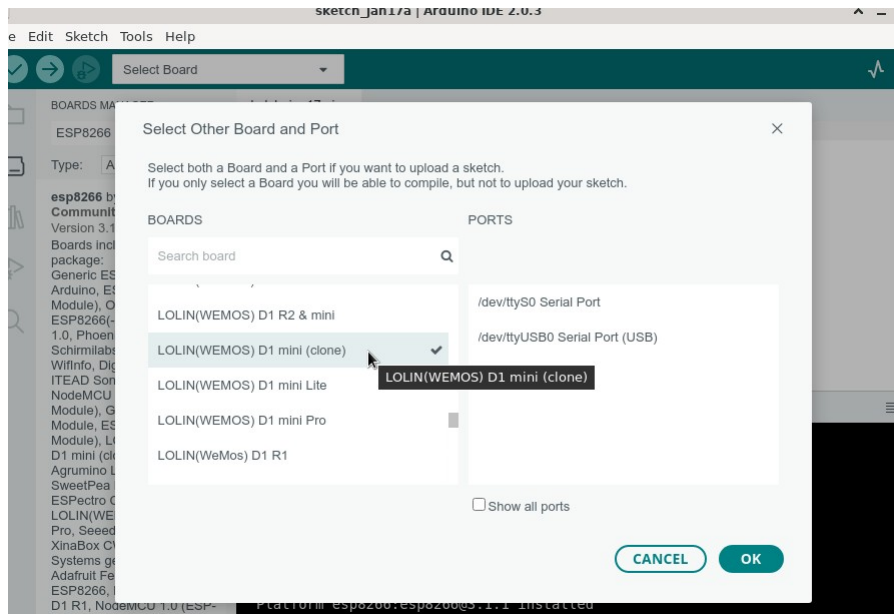 sketch_jan17a | Arduino IDE 2.0.3
e Edit Sketch Tools Help
Select Board
BOARDS MA
ESP8266
Type: A
esp8266 by
Communit
Version 3.1
Boards incl
package:
Generic ES
Arduino, E
Module), O
ESP8266(-
1.0, Phoen
Schirmilabs
WifInfo, Dig
ITEAD Son
NodeMCU
Module), G
Module, ES
Module), L
D1 mini (clo
Agrumino L
SweetPea
ESPectro C
LOLIN(WE
Pro, Seeed
XinaBox CW
Systems ge
Adafruit Fe
ESP8266,
D1 R1, NodeMCU 1.0 (ESP-
Select Other Board and Port
Select both a Board and a Port if you want to upload a sketch.
If you only select a Board you will be able to compile, but not to upload your sketch.
BOARDS
Search board
LOLIN(WEMOS) D1 R2 & mini
LOLIN(WEMOS) D1 mini (clone)
LOLIN(WEMOS) D1 mini Lite
LOLIN(WEMOS) D1 mini Pro
LOLIN(WeMos) D1 R1
PORTS
/dev/ttyS0 Serial Port
/dev/ttyUSB0 Serial Port (USB)
LOLIN(WEMOS) D1 mini (clone)
Show all ports
CANCEL
OK
Platform esp8266:esp8266@3.1.1 installed